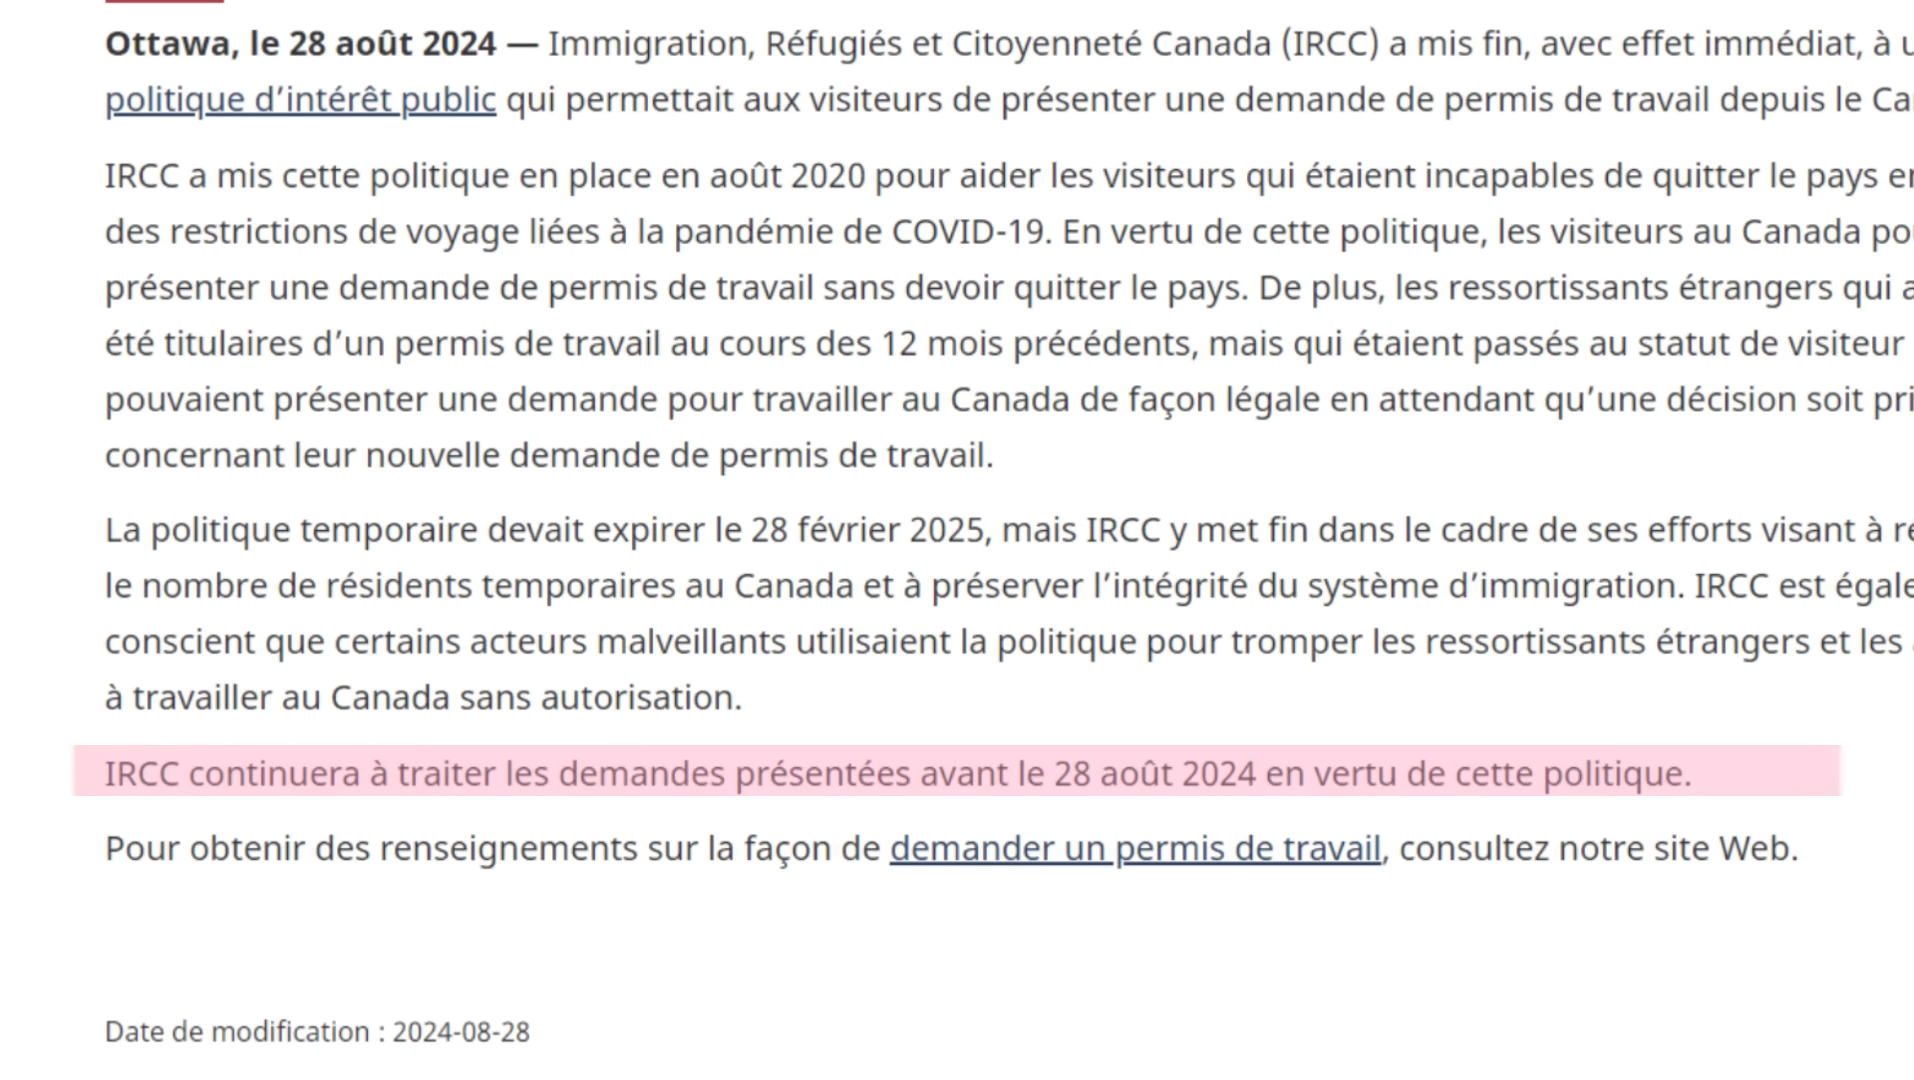 Ottawa, le 28 août 2024 — Immigration, Réfugiés et Citoyenneté Canada (IRCC) a mis fin, avec effet immédiat, à
politique d’intérêt public qui permettait aux visiteurs de présenter une demande de permis de travail depuis le
IRCC a mis cette politique en place en août 2020 pour aider les visiteurs qui étaient incapables de quitter le pays
des restrictions de voyage liées à la pandémie de COVID-19. En vertu de cette politique, les visiteurs au Canada
présenter une demande de permis de travail sans devoir quitter le pays. De plus, les ressortissants étrangers qui
été titulaires d’un permis de travail au cours des 12 mois précédents, mais qui étaient passés au statut de visiteur
pouvaient présenter une demande pour travailler au Canada de façon légale en attendant qu’une décision soit
concernant leur nouvelle demande de permis de travail.
La politique temporaire devait expirer le 28 février 2025, mais IRCC y met fin dans le cadre de ses efforts visant à
le nombre de résidents temporaires au Canada et à préserver l’intégrité du système d’immigration. IRCC est
conscient que certains acteurs malveillants utilisaient la politique pour tromper les ressortissants étrangers et les
à travailler au Canada sans autorisation.
IRCC continuera à traiter les demandes présentées avant le 28 août 2024 en vertu de cette politique.
Pour obtenir des renseignements sur la façon de demander un permis de travail, consultez notre site Web.
Date de modification : 2024-08-28